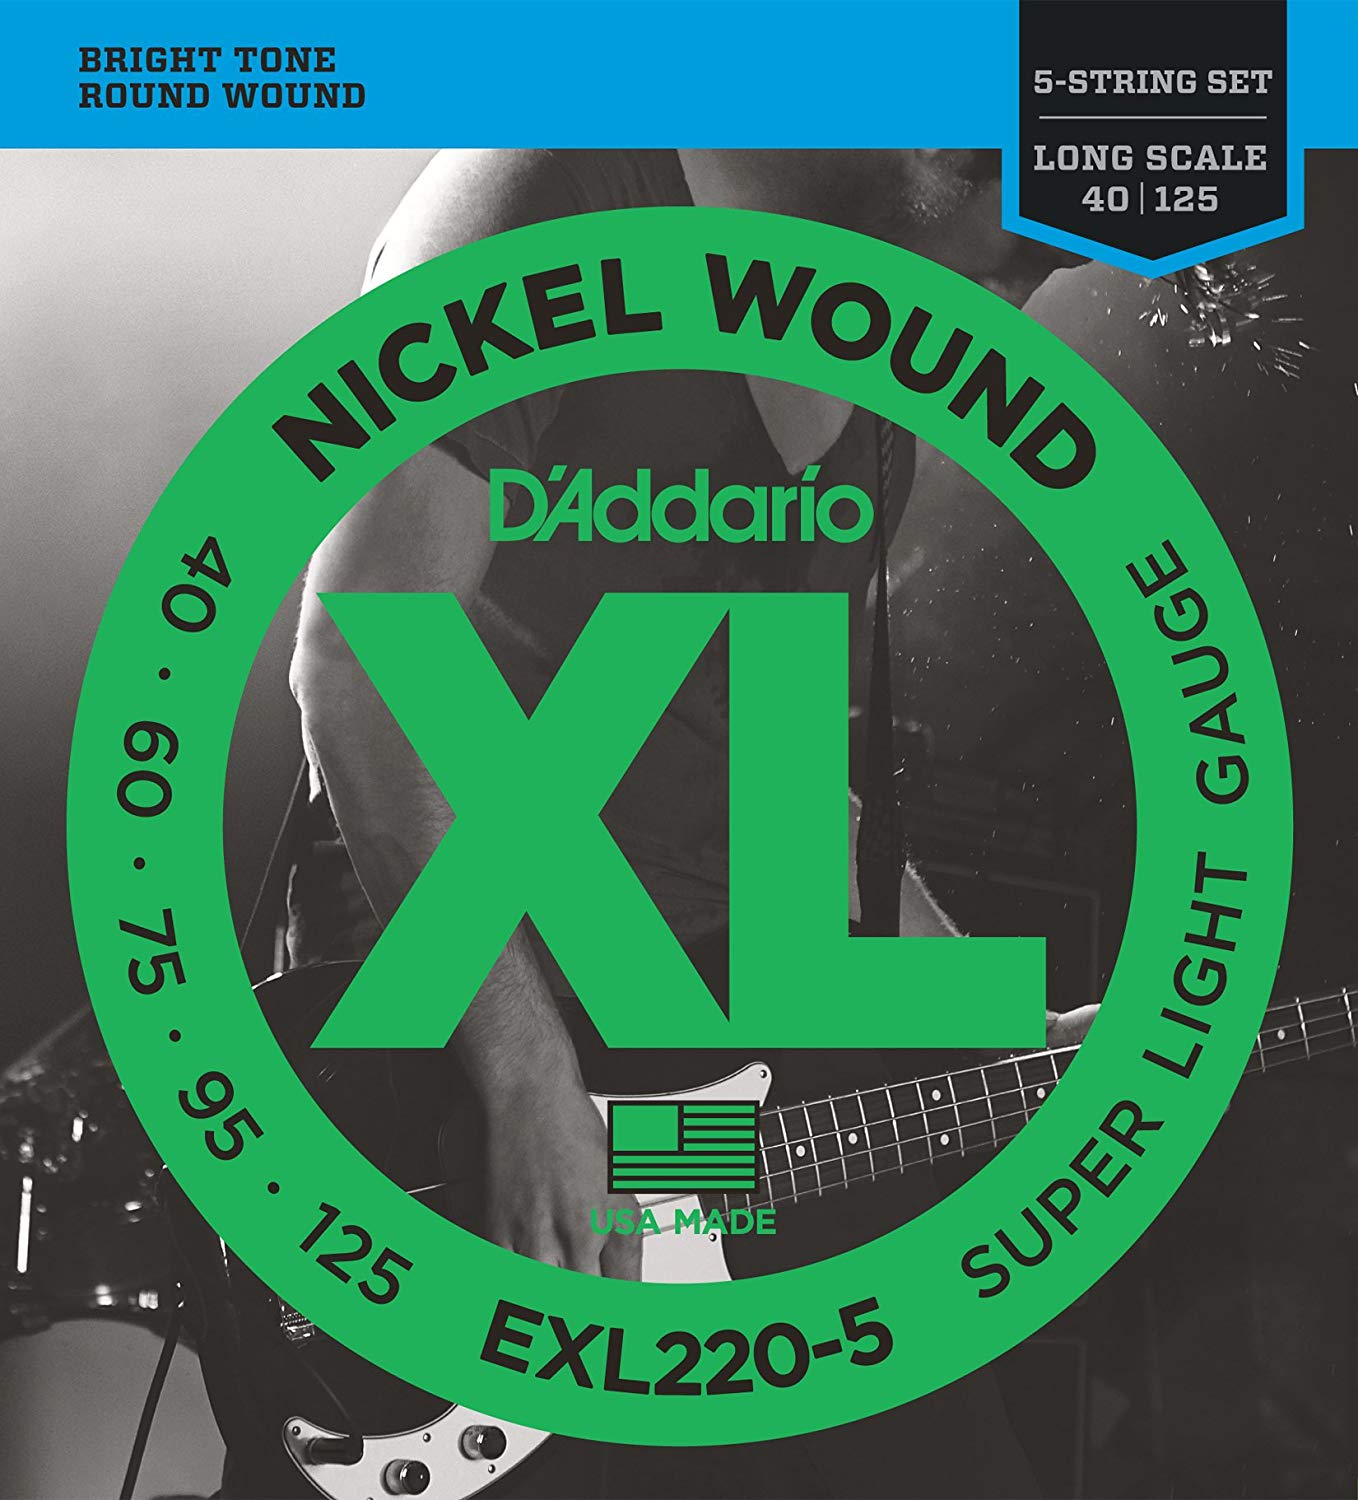 BRIGHT TONE
ROUND WOUND
5-STRING SET
LONG SCALE
40|125
NICKEL WOUND
D'Addario
XL
40 · 60 · 75 · 95 · 125
SUPER LIGHT GAUGE
USA MADE
EXL220-5